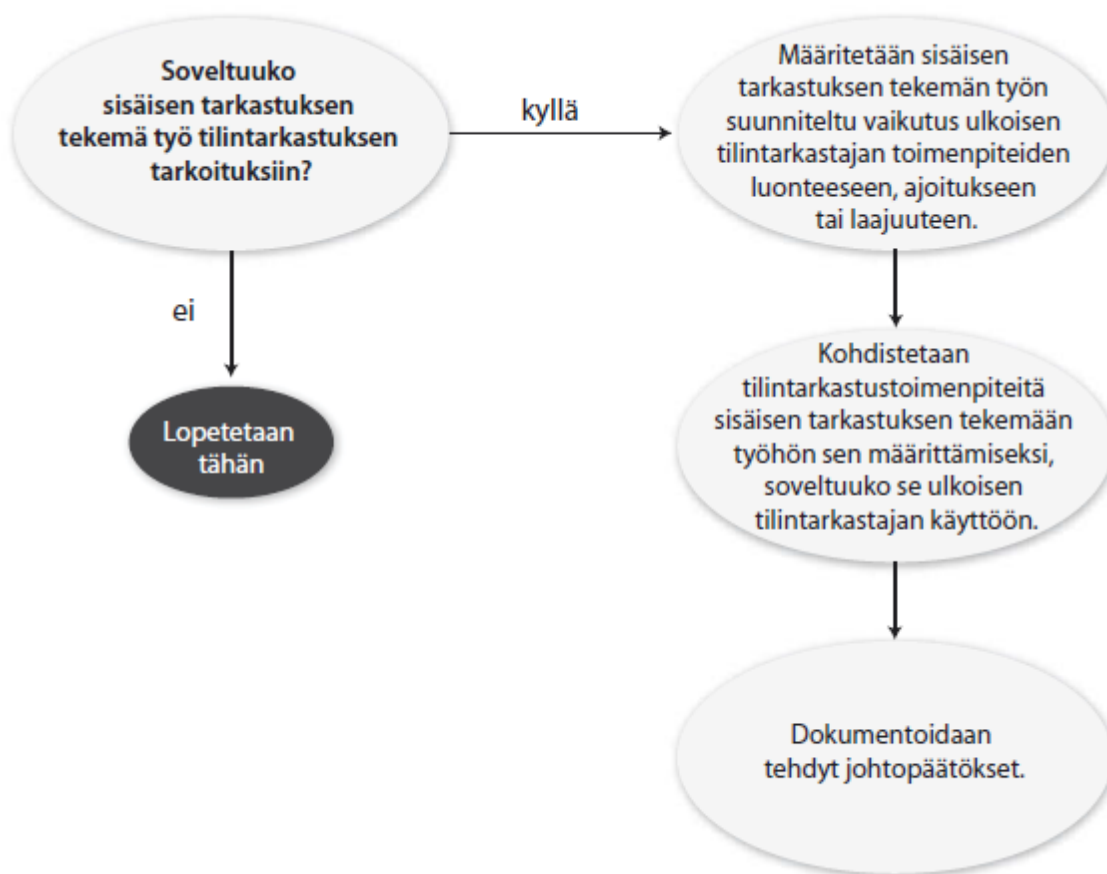 Soveltuuko
sisäisen tarkastuksen
tekemä työ tilintarkastuksen
tarkoituksiin?
kyllä
Määritetään sisäisen
tarkastuksen tekemän työn
suunniteltu vaikutus ulkoisen
tilintarkastajan toimenpiteiden
luonteeseen, ajoitukseen
tai laajuuteen.
ei
Lopetetaan
tähän
Kohdistetaan
tilintarkastustoimenpiteitä
sisäisen tarkastuksen tekemään
työhön sen määrittämiseksi,
soveltuuko se ulkoisen
tilintarkastajan käyttöön.
Dokumentoidaan
tehdyt johtopäätökset.